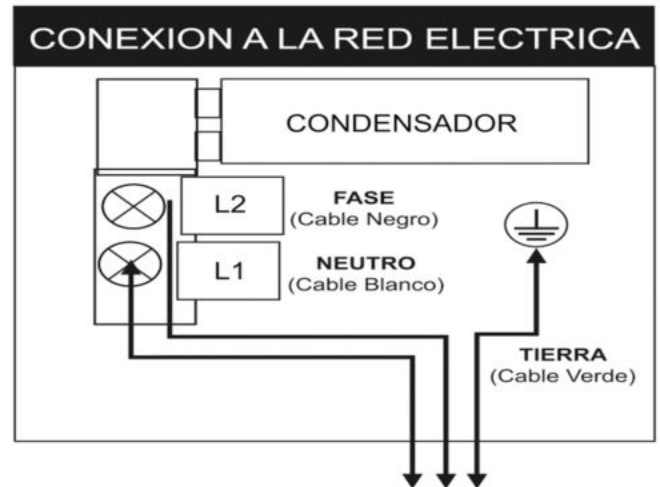 CONEXION A LA RED ELECTRICA
CONDENSADOR
L2
FASE
(Cable Negro)
L1
NEUTRO
(Cable Blanco)
TIERRA
(Cable Verde)